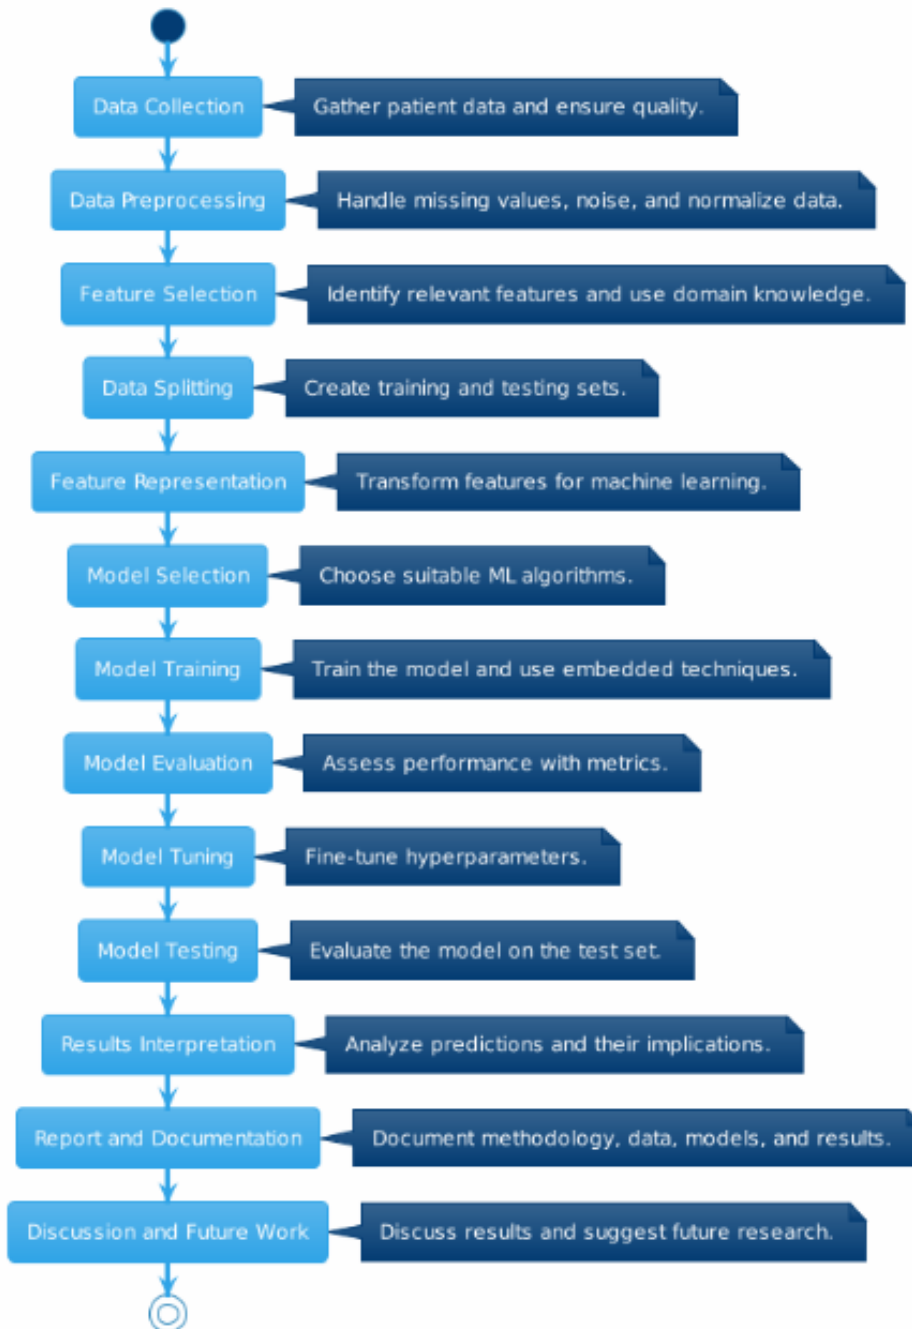 Data Collection
Gather patient data and ensure quality.
Data Preprocessing
Handle missing values, noise, and normalize data.
Feature Selection
Identify relevant features and use domain knowledge.
Data Splitting
Create training and testing sets.
Feature Representation
Transform features for machine learning.
Model Selection
Choose suitable ML algorithms.
Model Training
Train the model and use embedded techniques.
Model Evaluation
Assess performance with metrics.
Model Tuning
Fine-tune hyperparameters.
Model Testing
Evaluate the model on the test set.
Results Interpretation
Analyze predictions and their implications.
Report and Documentation
Document methodology, data, models, and results.
Discussion and Future Work
Discuss results and suggest future research.